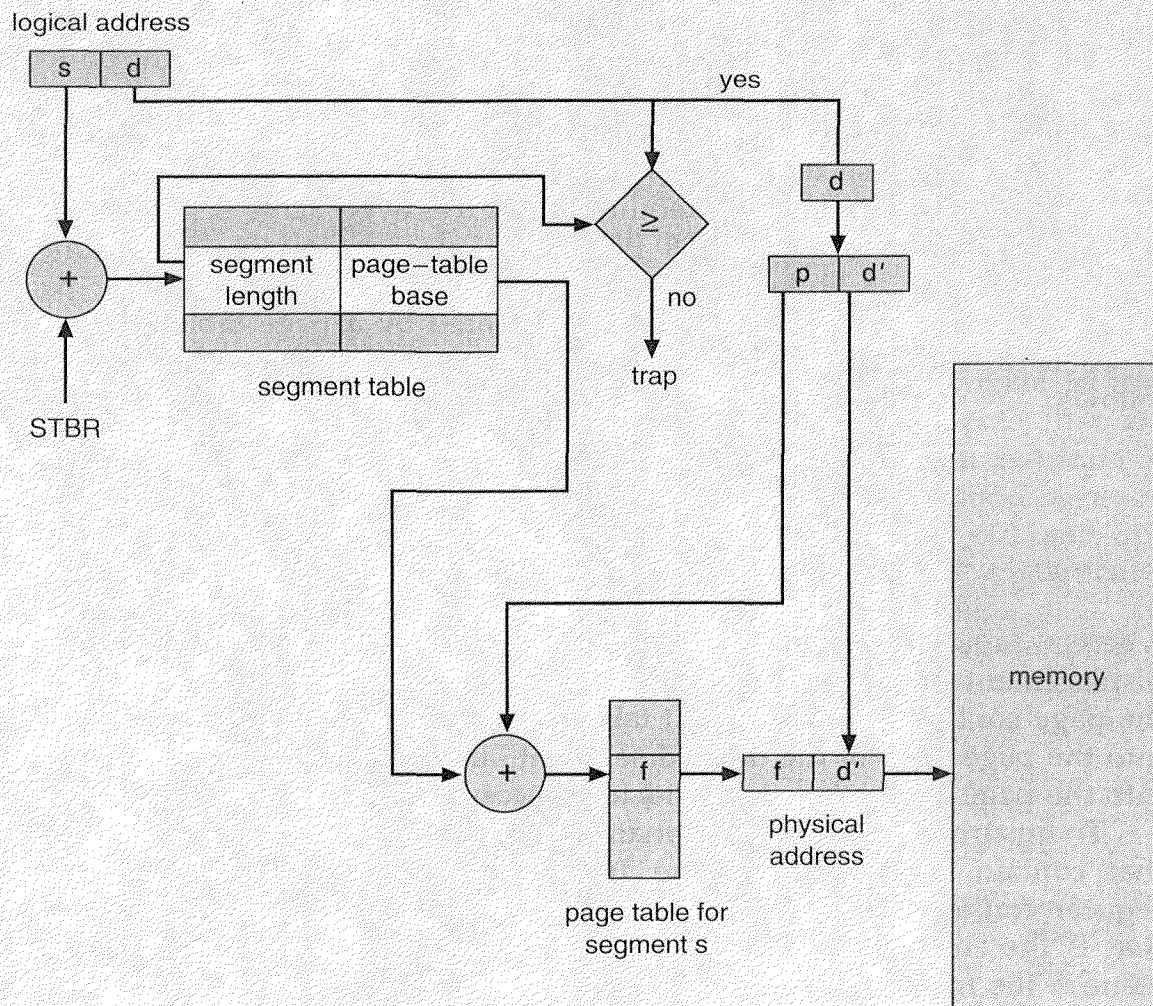 logical address
s d
yes
d
≥
p d'
+
segment length
page–table base
no
trap
segment table
STBR
memory
+
f
f d'
physical address
page table for segment s